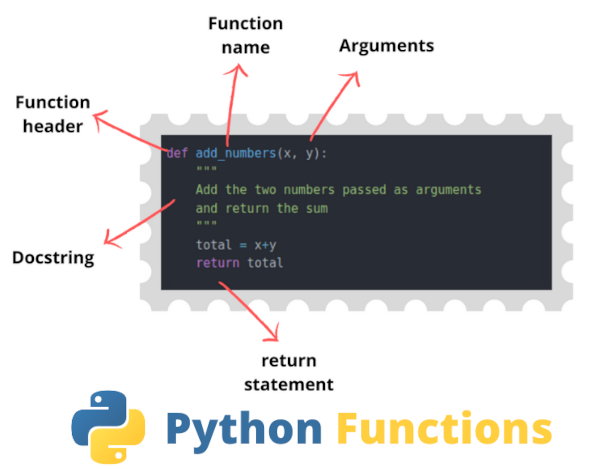 Function
name
Arguments
Function
header
def add_numbers(x, y):
"""
Add the two numbers passed as arguments
and return the sum
"""
total = x+y
return total
Docstring
return
statement
Python Functions